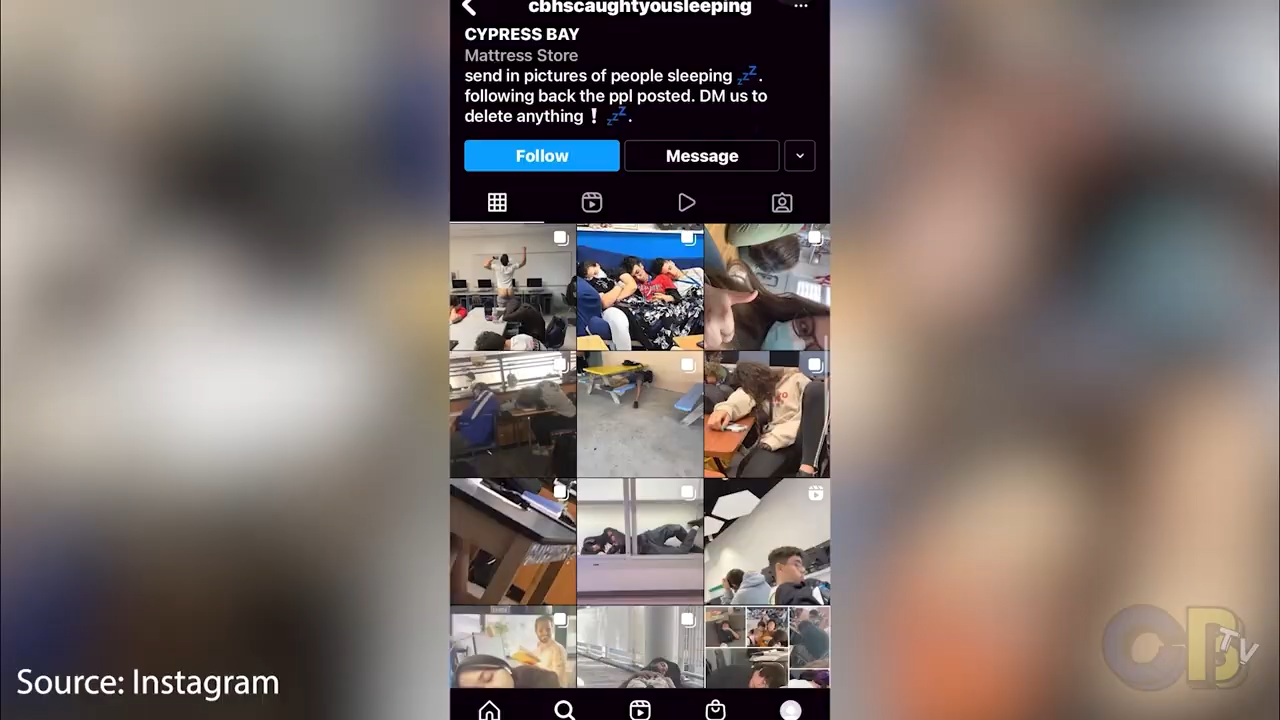 cbhscaughtyousleeping
CYPRESS BAY
Mattress Store
send in pictures of people sleeping 💤.
following back the ppl posted. DM us to
delete anything ❗ 💤.
Follow
Message
Source: Instagram
CBTV